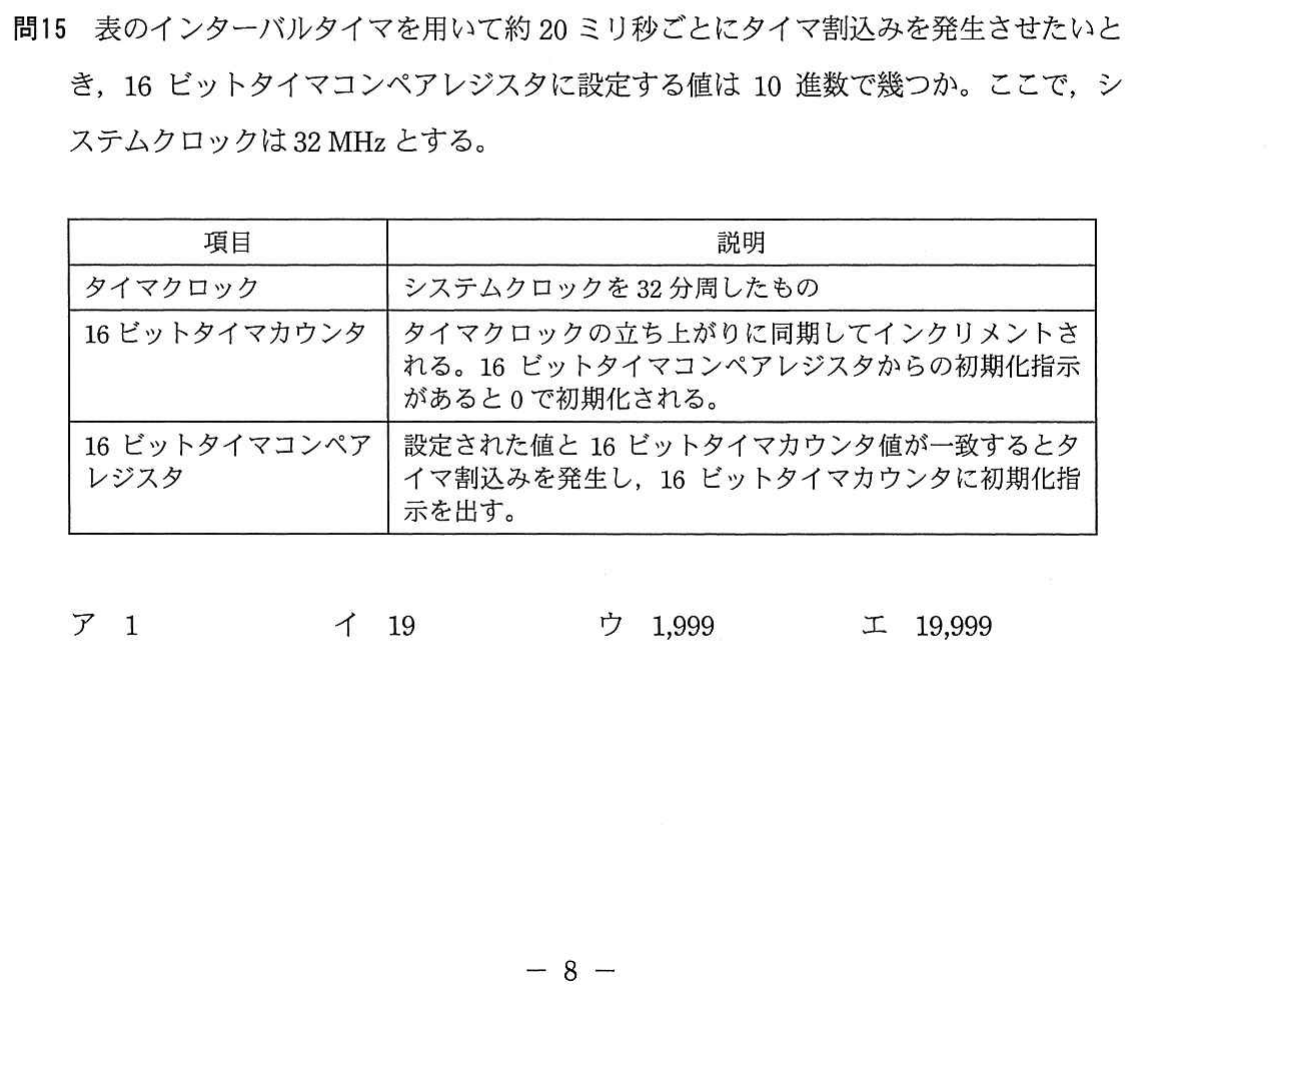 問15 表のインターバルタイマを用いて約 20 ミリ秒ごとにタイマ割込みを発生させたいと
き，16 ビットタイマコンペアレジスタに設定する値は 10 進数で幾つか。ここで，シ
ステムクロックは 32 MHz とする。
項目 説明
タイマクロック システムクロックを 32 分周したもの
16 ビットタイマカウンタ タイマクロックの立ち上がりに同期してインクリメントさ
れる。16 ビットタイマコンペアレジスタからの初期化指示
があると 0 で初期化される。
16 ビットタイマコンペア 設定された値と 16 ビットタイマカウンタ値が一致するとタ
レジスタ イマ割込みを発生し，16 ビットタイマカウンタに初期化指
示を出す。
ア 1 イ 19 ウ 1,999 エ 19,999
－ 8 －